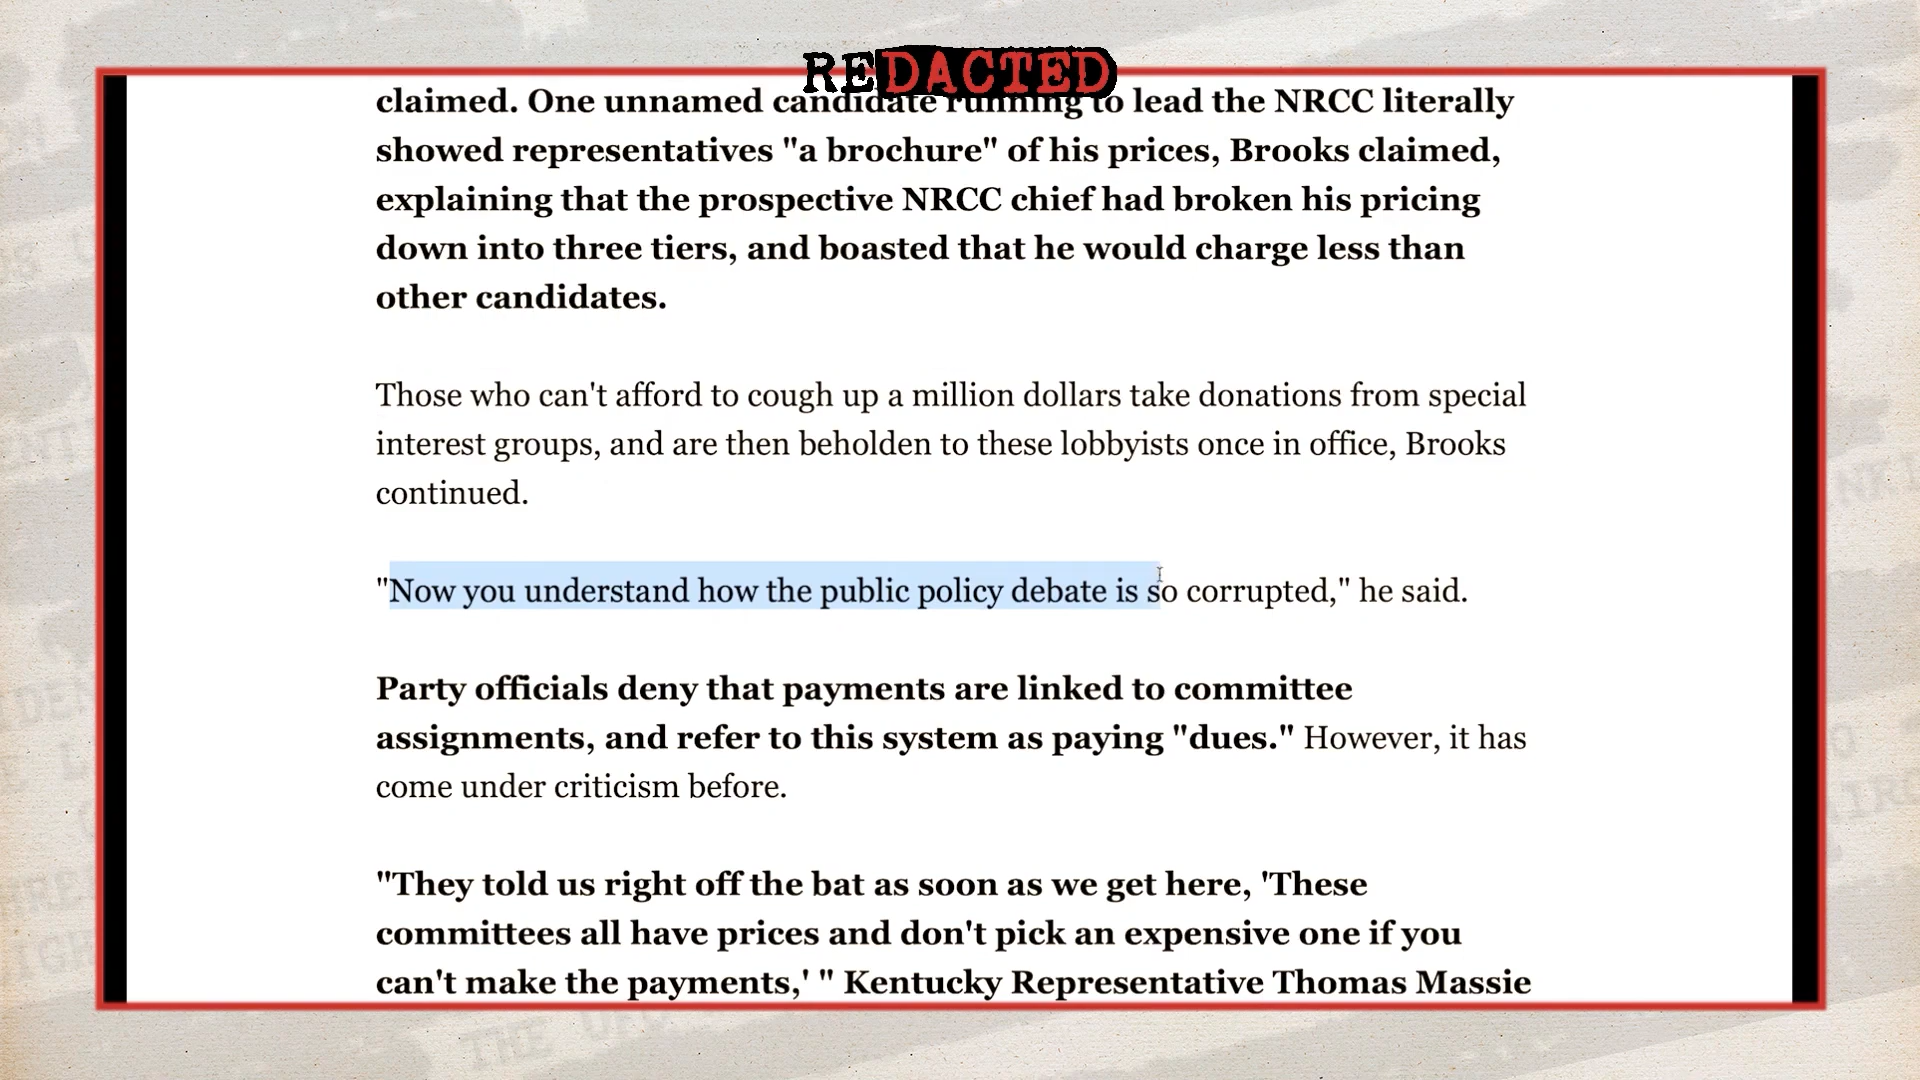 REDACTED
claimed. One unnamed candidate running to lead the NRCC literally
showed representatives "a brochure" of his prices, Brooks claimed,
explaining that the prospective NRCC chief had broken his pricing
down into three tiers, and boasted that he would charge less than
other candidates.
Those who can't afford to cough up a million dollars take donations from special
interest groups, and are then beholden to these lobbyists once in office, Brooks
continued.
"Now you understand how the public policy debate is so corrupted," he said.
Party officials deny that payments are linked to committee
assignments, and refer to this system as paying "dues." However, it has
come under criticism before.
"They told us right off the bat as soon as we get here, 'These
committees all have prices and don't pick an expensive one if you
can't make the payments,' " Kentucky Representative Thomas Massie